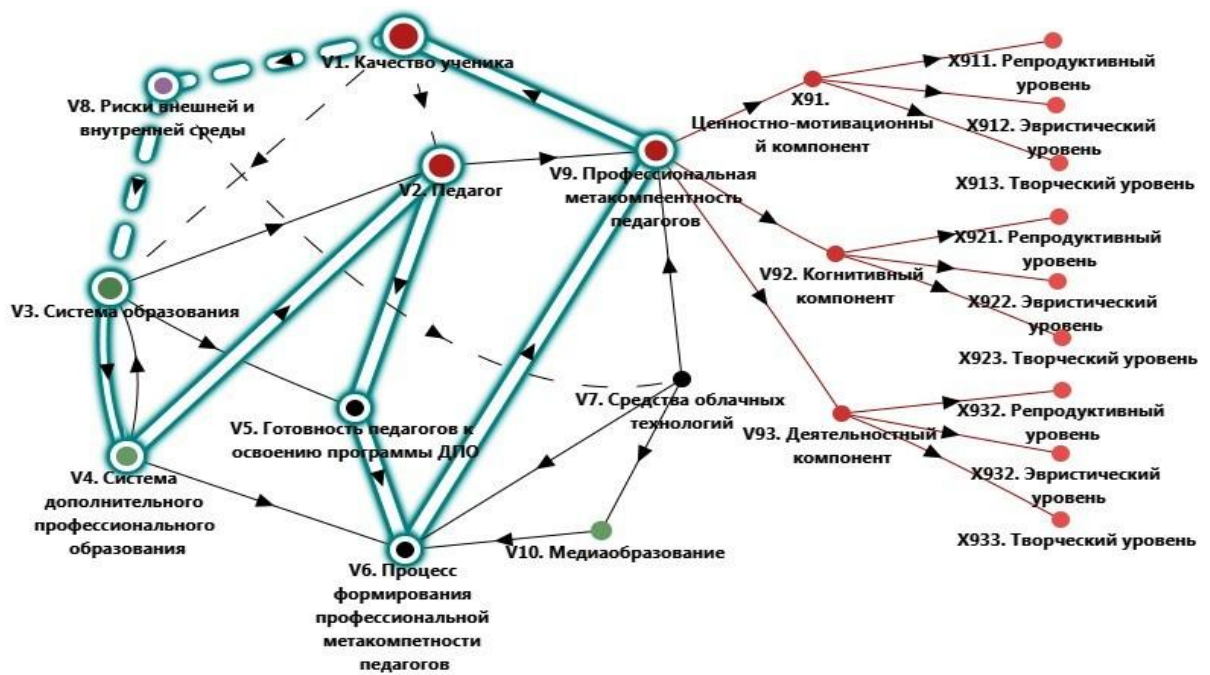 V1. Качество ученика
V8. Риски внешней и
внутренней среды
V2. Педагог
V9. Профессиональная
метакомпеентность
педагогов
V3. Система образования
V5. Готовность педагогов к
освоению программы ДПО
V4. Система
дополнительного
профессионального
образования
V6. Процесс
формирования
профессиональной
метакомпетности
педагогов
V7. Средства облачных
технологий
V10. Медиаобразование
X91.
Ценностно-мотивационны
й компонент
X911. Репродуктивный
уровень
X912. Эвристический
уровень
X913. Творческий уровень
V92. Когнитивный
компонент
X921. Репродуктивный
уровень
X922. Эвристический
уровень
X923. Творческий уровень
V93. Деятельностный
компонент
X932. Репродуктивный
уровень
X932. Эвристический
уровень
X933. Творческий уровень